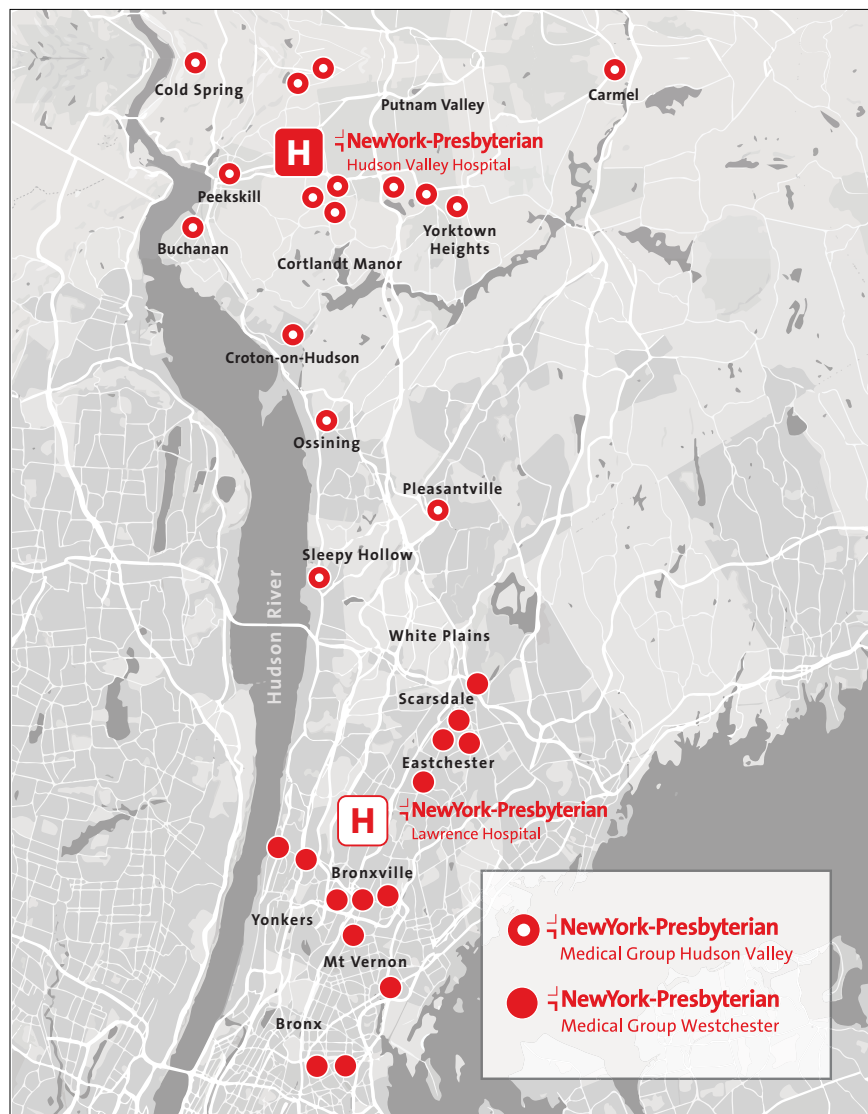 Cold Spring
Putnam Valley
Carmel
H
NewYork-Presbyterian
Hudson Valley Hospital
Peekskill
Buchanan
Yorktown
Heights
Cortlandt Manor
Croton-on-Hudson
Ossining
Pleasantville
Sleepy Hollow
Hudson River
White Plains
Scarsdale
Eastchester
H
NewYork-Presbyterian
Lawrence Hospital
Bronxville
Yonkers
Mt Vernon
Bronx
NewYork-Presbyterian
Medical Group Hudson Valley
NewYork-Presbyterian
Medical Group Westchester